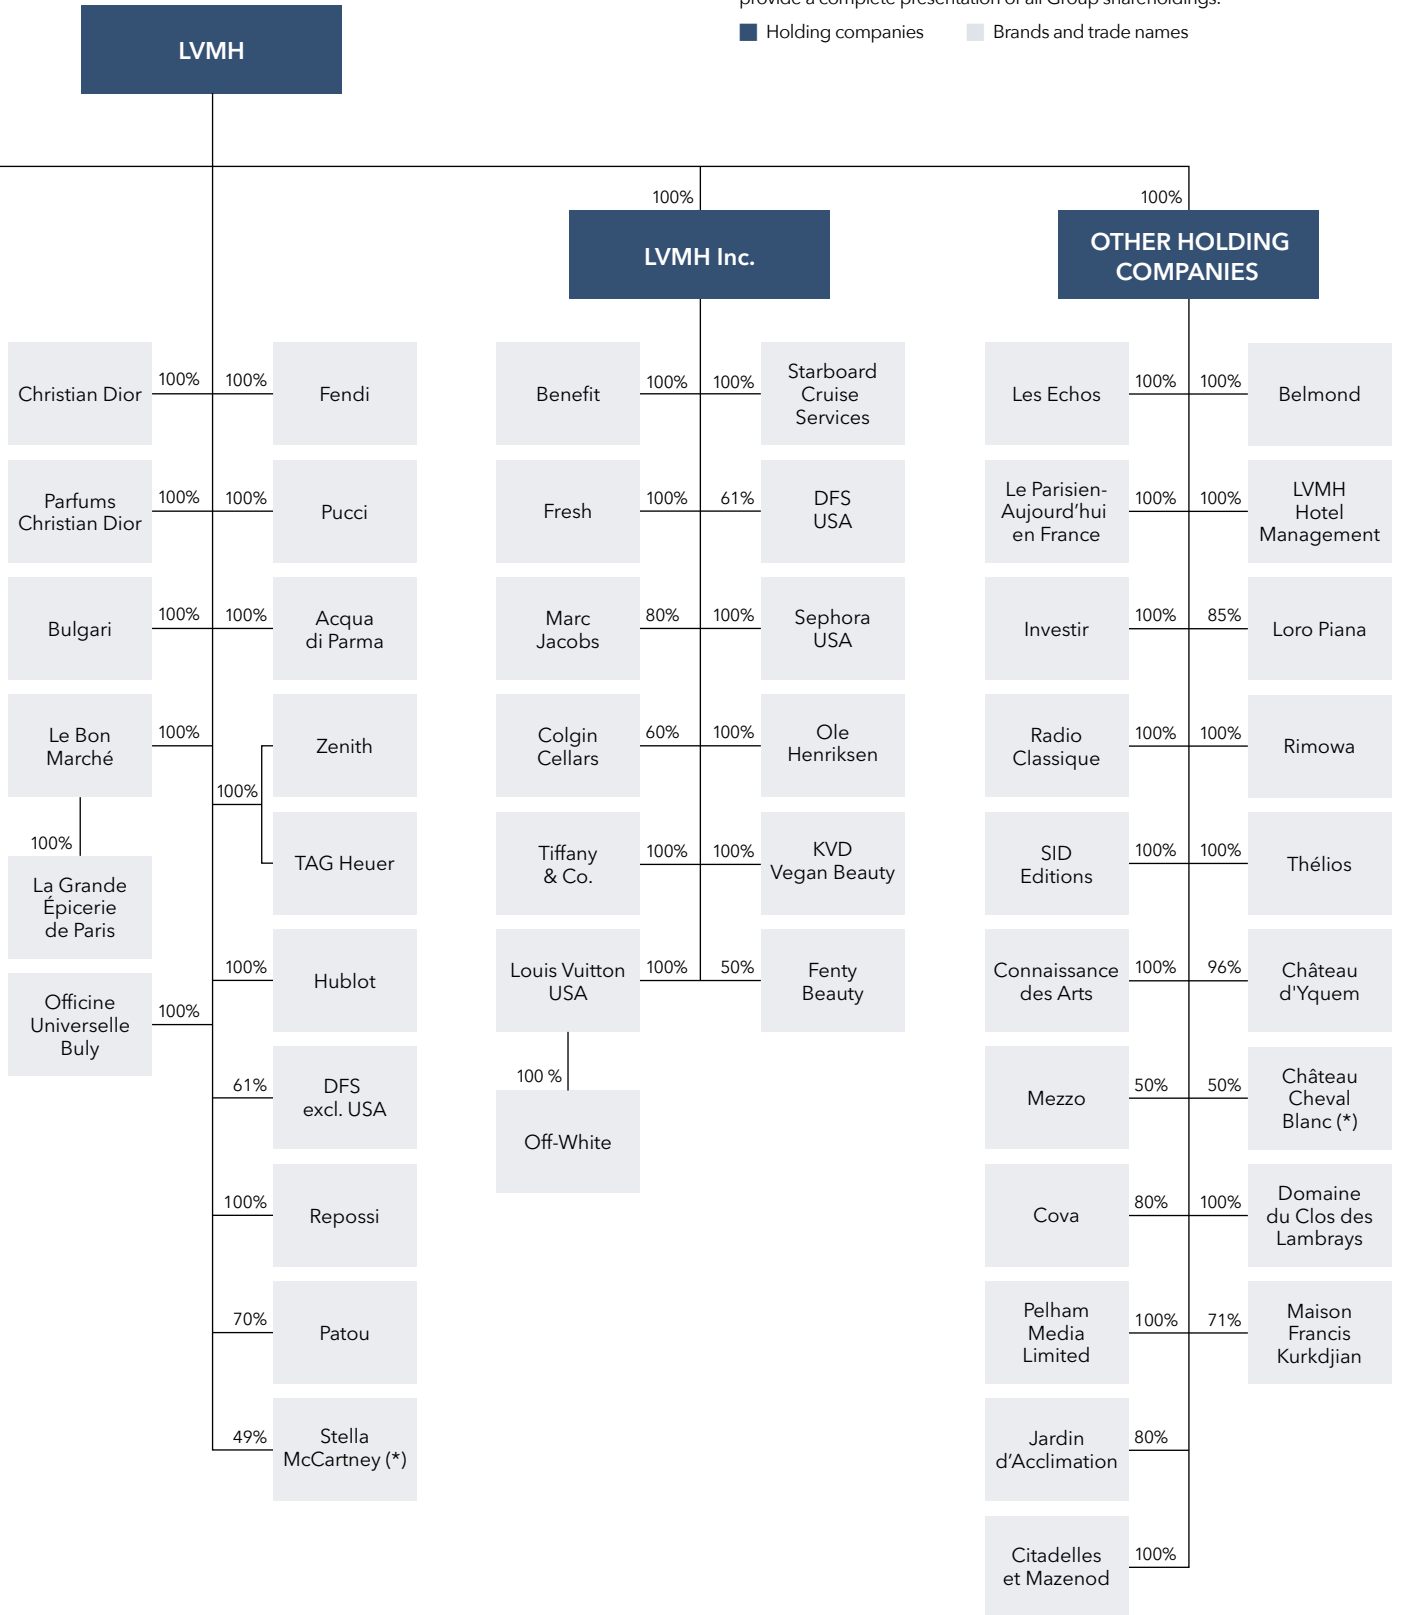 provide a complete presentation of all Group shareholdings.
Holding companies
Brands and trade names
LVMH
100%
100%
LVMH Inc.
OTHER HOLDING
COMPANIES
Christian Dior
100%
100%
Fendi
Parfums
Christian Dior
100%
100%
Pucci
Bulgari
100%
100%
Acqua
di Parma
Le Bon
Marché
100%
Zenith
100%
TAG Heuer
100%
La Grande
Épicerie
de Paris
100%
Hublot
Officine
Universelle
Buly
100%
61%
DFS
excl. USA
100%
Repossi
70%
Patou
49%
Stella
McCartney (*)
Benefit
100%
100%
Starboard
Cruise
Services
Fresh
100%
61%
DFS
USA
Marc
Jacobs
80%
100%
Sephora
USA
Colgin
Cellars
60%
100%
Ole
Henriksen
Tiffany
& Co.
100%
100%
KVD
Vegan Beauty
Louis Vuitton
USA
100%
50%
Fenty
Beauty
100 %
Off-White
Les Echos
100%
100%
Belmond
Le Parisien-
Aujourd’hui
en France
100%
100%
LVMH
Hotel
Management
Investir
100%
85%
Loro Piana
Radio
Classique
100%
100%
Rimowa
SID
Editions
100%
100%
Thélios
Connaissance
des Arts
100%
96%
Château
d'Yquem
Mezzo
50%
50%
Château
Cheval
Blanc (*)
Cova
80%
100%
Domaine
du Clos des
Lambrays
Pelham
Media
Limited
100%
71%
Maison
Francis
Kurkdjian
Jardin
d’Acclimation
80%
Citadelles
et Mazenod
100%